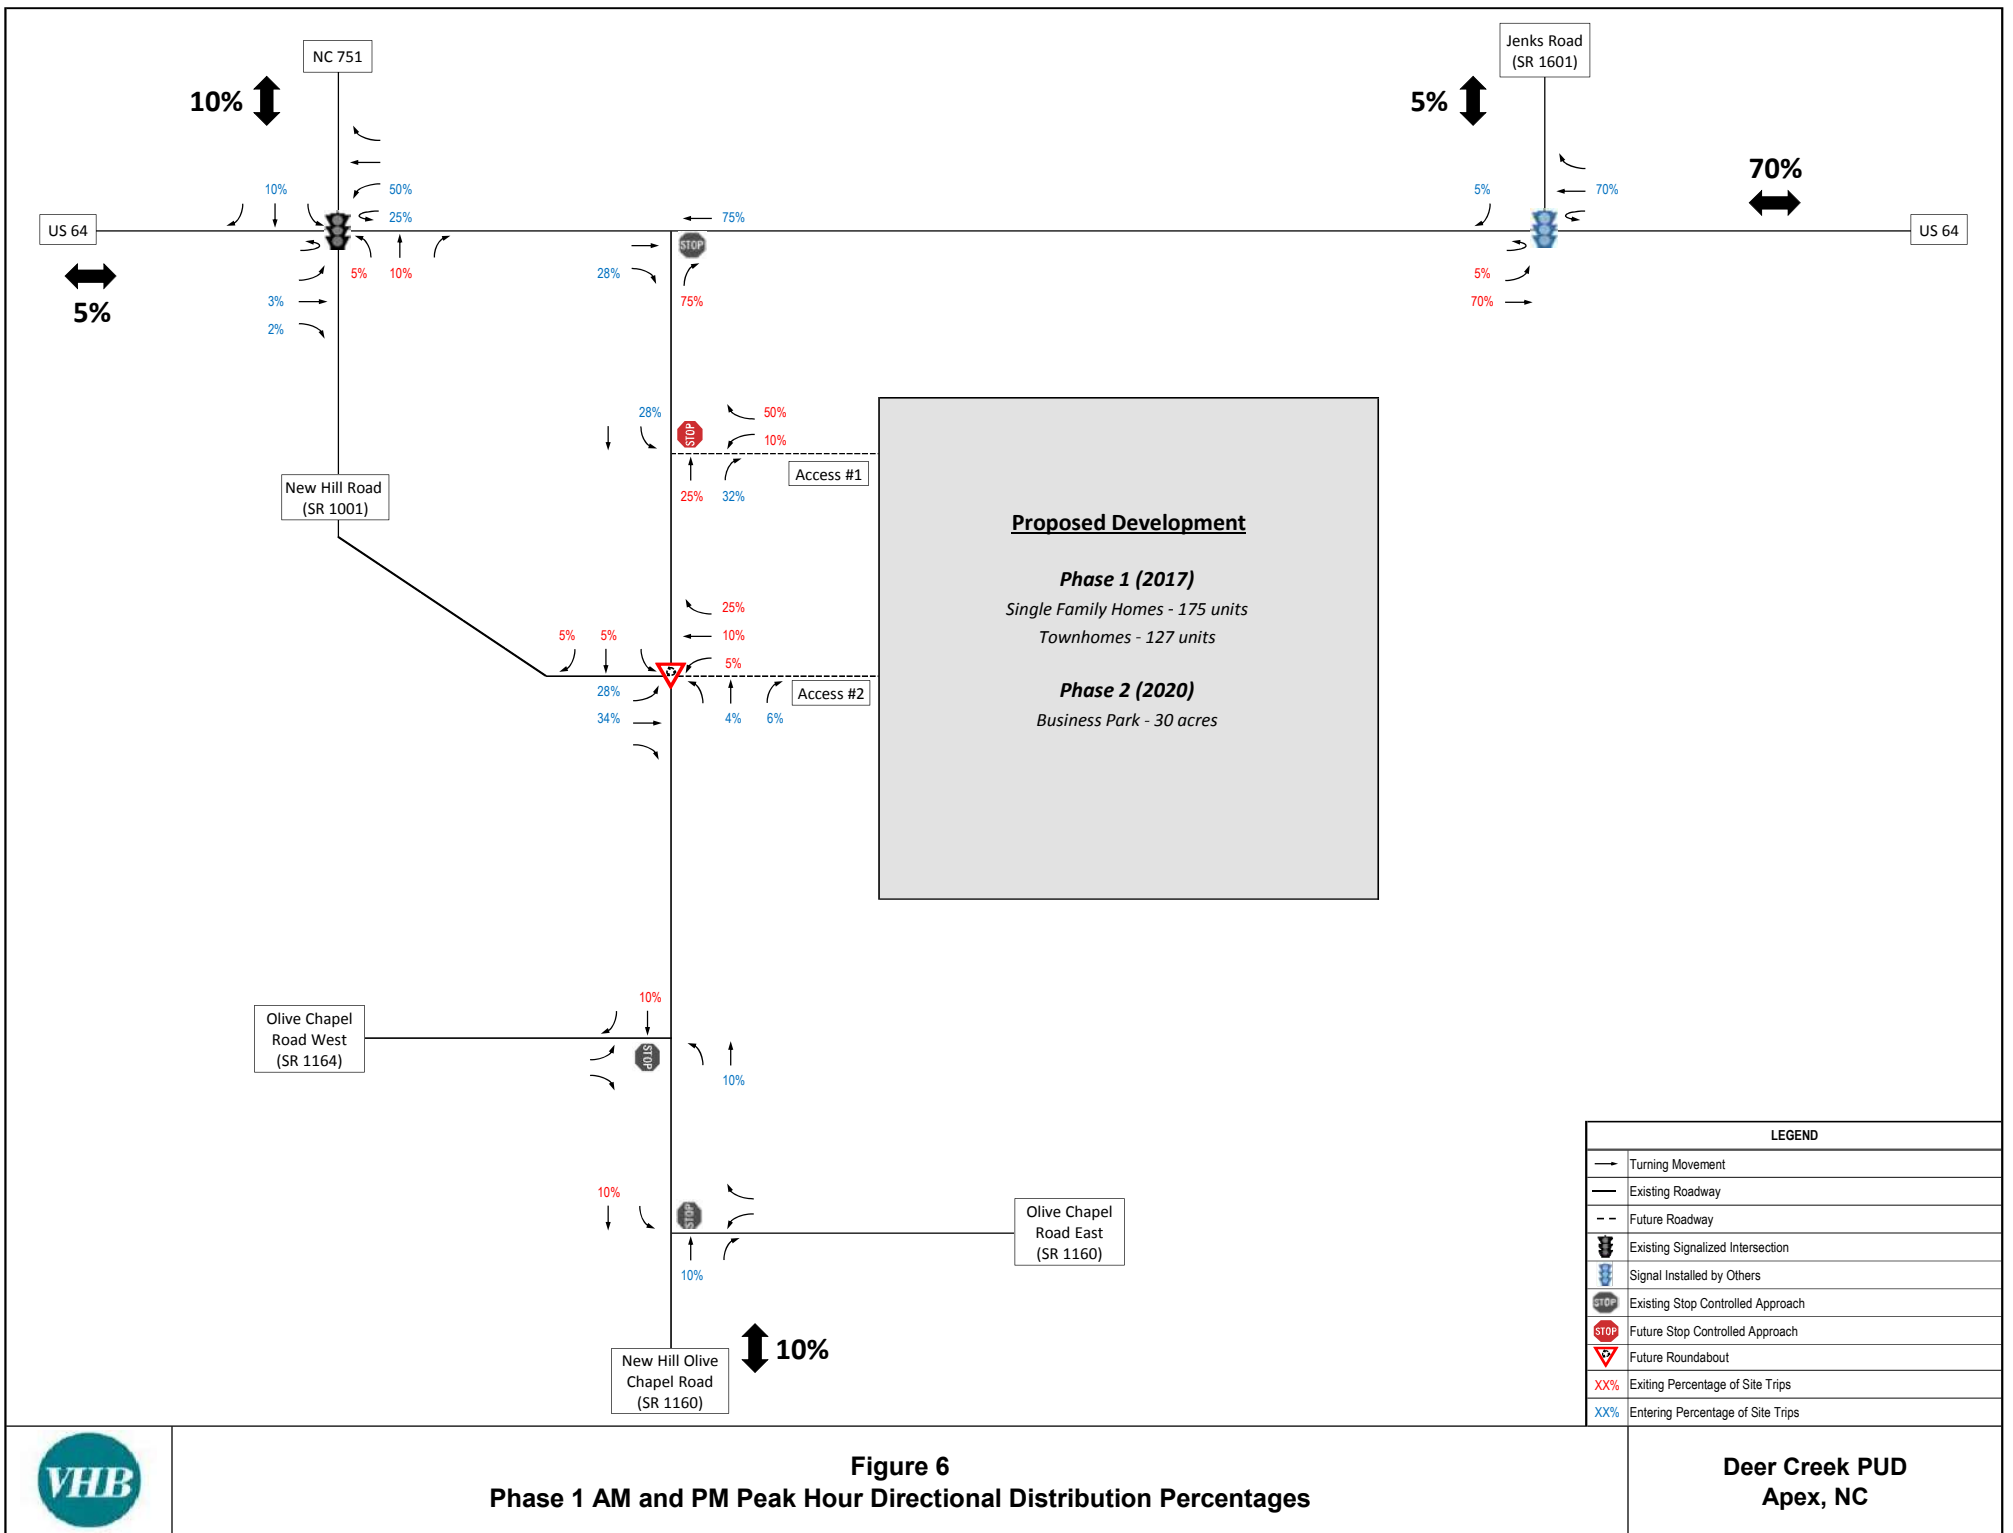 NC 751
10%
Jenks Road
(SR 1601)
5%
70%
10%
50%
25%
US 64
5%
5%
10%
3%
2%
75%
STOP
28%
75%
5%
70%
5%
70%
US 64
28%
STOP
50%
10%
Access #1
25%
32%
New Hill Road
(SR 1001)
Proposed Development
Phase 1 (2017)
Single Family Homes - 175 units
Townhomes - 127 units
Phase 2 (2020)
Business Park - 30 acres
5%
5%
25%
10%
5%
28%
34%
Access #2
4%
6%
10%
Olive Chapel
Road West
(SR 1164)
STOP
10%
10%
STOP
10%
Olive Chapel
Road East
(SR 1160)
New Hill Olive
Chapel Road
(SR 1160)
10%
LEGEND
Turning Movement
Existing Roadway
Future Roadway
Existing Signalized Intersection
Signal Installed by Others
STOP Existing Stop Controlled Approach
STOP Future Stop Controlled Approach
Future Roundabout
XX% Exiting Percentage of Site Trips
XX% Entering Percentage of Site Trips
VHB
Figure 6
Phase 1 AM and PM Peak Hour Directional Distribution Percentages
Deer Creek PUD
Apex, NC